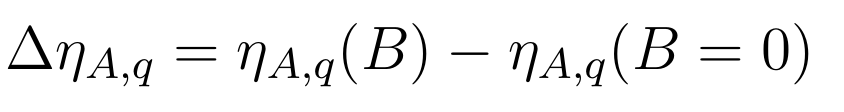 Δη_{A,q} = η_{A,q}(B) − η_{A,q}(B = 0)